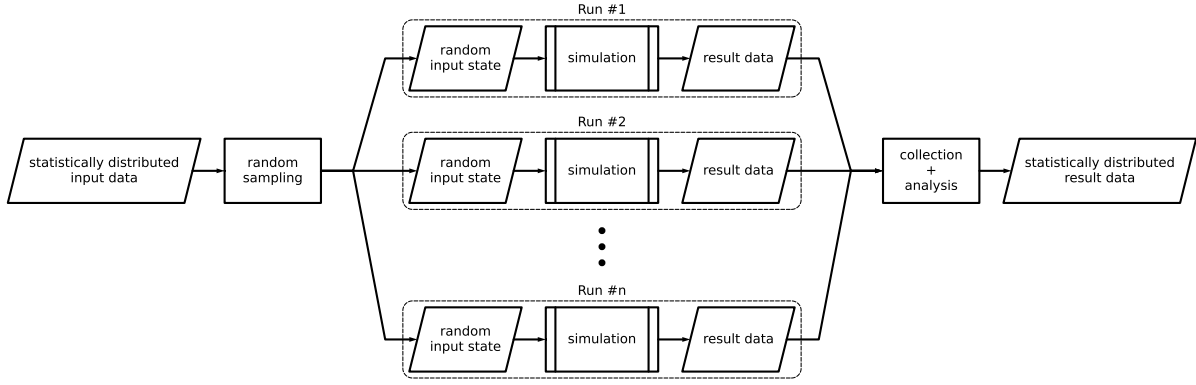 Run #1
random
input state
simulation
result data
Run #2
statistically distributed
input data
random
sampling
random
input state
simulation
result data
collection
+
analysis
statistically distributed
result data
Run #n
random
input state
simulation
result data